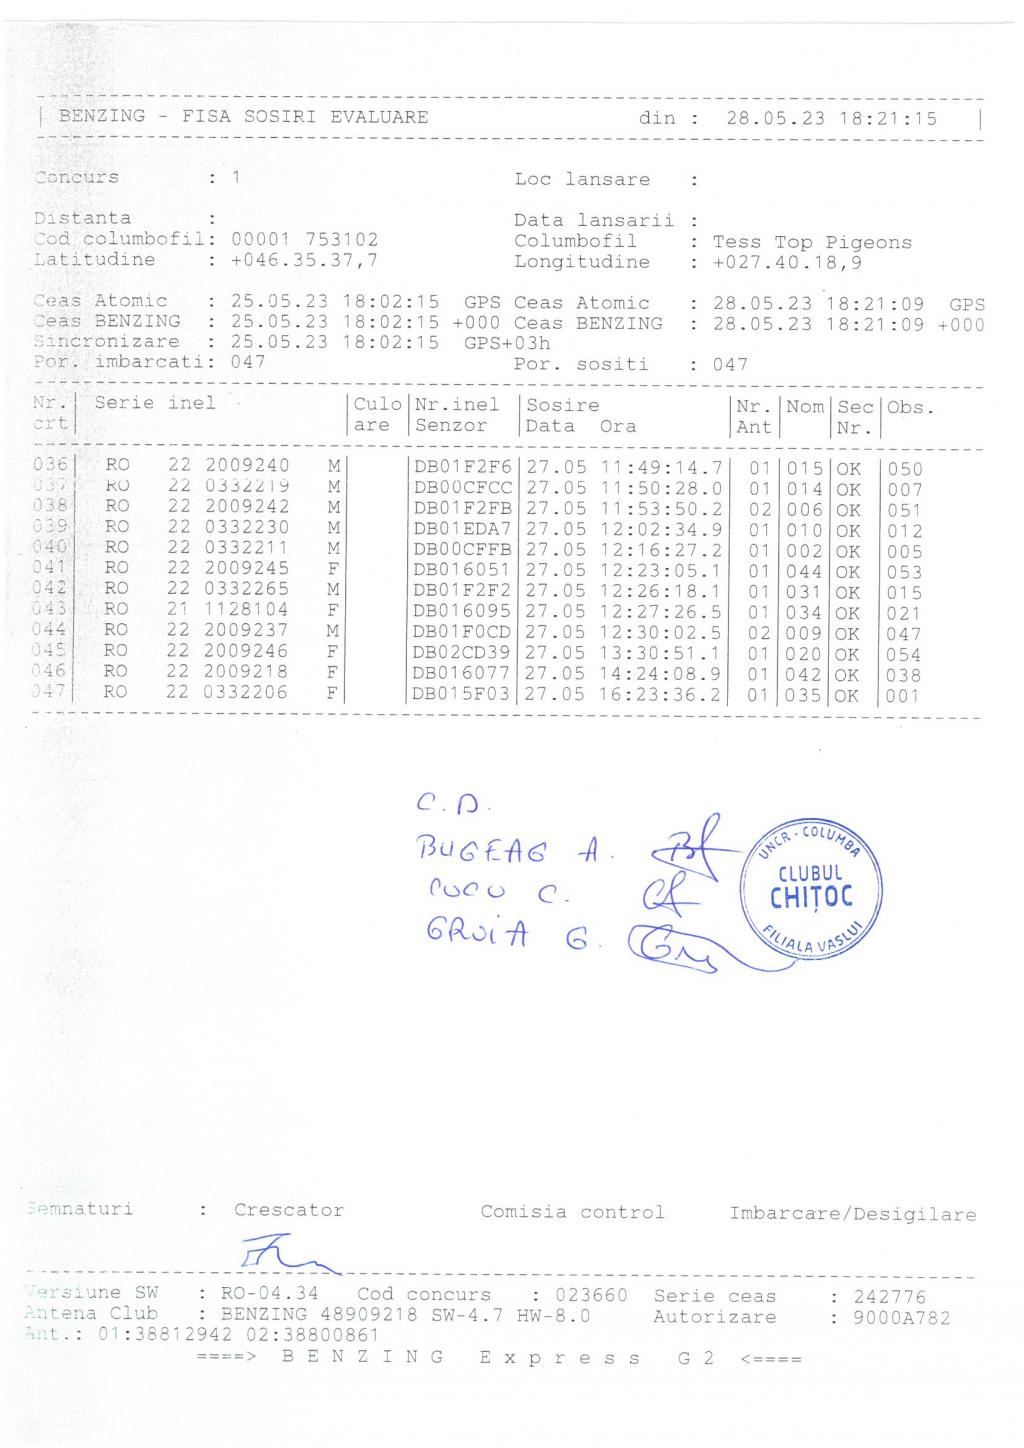 | BENZING - FISA SOSIRI EVALUARE din : 28.05.23 18:21:15 |
Concurs : 1 Loc lansare :
Distanta : Data lansarii :
Cod columbofil: 00001 753102 Columbofil : Tess Top Pigeons
Latitudine : +046.35.37,7 Longitudine : +027.40.18,9
Ceas Atomic : 25.05.23 18:02:15 GPS Ceas Atomic : 28.05.23 18:21:09 GPS
Ceas BENZING : 25.05.23 18:02:15 +000 Ceas BENZING : 28.05.23 18:21:09 +000
Sincronizare : 25.05.23 18:02:15 GPS+03h
Por. imbarcati: 047 Por. sositi : 047
Nr. | Serie inel | Culo | Nr.inel | Sosire | Nr. | Nom | Sec | Obs.
crt | | are | Senzor | Data Ora | Ant | | Nr. |
036 RO 22 2009240 M DB01F2F6 27.05 11:49:14.7 01 015 OK 050
037 RO 22 0332219 M DB00CFCC 27.05 11:50:28.0 01 014 OK 007
038 RO 22 2009242 M DB01F2FB 27.05 11:53:50.2 02 006 OK 051
039 RO 22 0332230 M DB01EDA7 27.05 12:02:34.9 01 010 OK 012
040 RO 22 0332211 M DB00CFFB 27.05 12:16:27.2 01 002 OK 005
041 RO 22 2009245 F DB016051 27.05 12:23:05.1 01 044 OK 053
042 RO 22 0332265 M DB01F2F2 27.05 12:26:18.1 01 031 OK 015
043 RO 21 1128104 F DB016095 27.05 12:27:26.5 01 034 OK 021
044 RO 22 2009237 M DB01F0CD 27.05 12:30:02.5 02 009 OK 047
045 RO 22 2009246 F DB02CD39 27.05 13:30:51.1 01 020 OK 054
046 RO 22 2009218 F DB016077 27.05 14:24:08.9 01 042 OK 038
047 RO 22 0332206 F DB015F03 27.05 16:23:36.2 01 035 OK 001
C.D.
BUGEAG A.
CUCU C.
GROIA G.
UNCR - COLUMBA
CLUBUL
CHIȚOC
FILIALA VASLUI
Semnaturi : Crescator Comisia control Imbarcare/Desigilare
Versiune SW : RO-04.34 Cod concurs : 023660 Serie ceas : 242776
Antena Club : BENZING 48909218 SW-4.7 HW-8.0 Autorizare : 9000A782
Ant.: 01:38812942 02:38800861
====> B E N Z I N G E x p r e s s G 2 <====